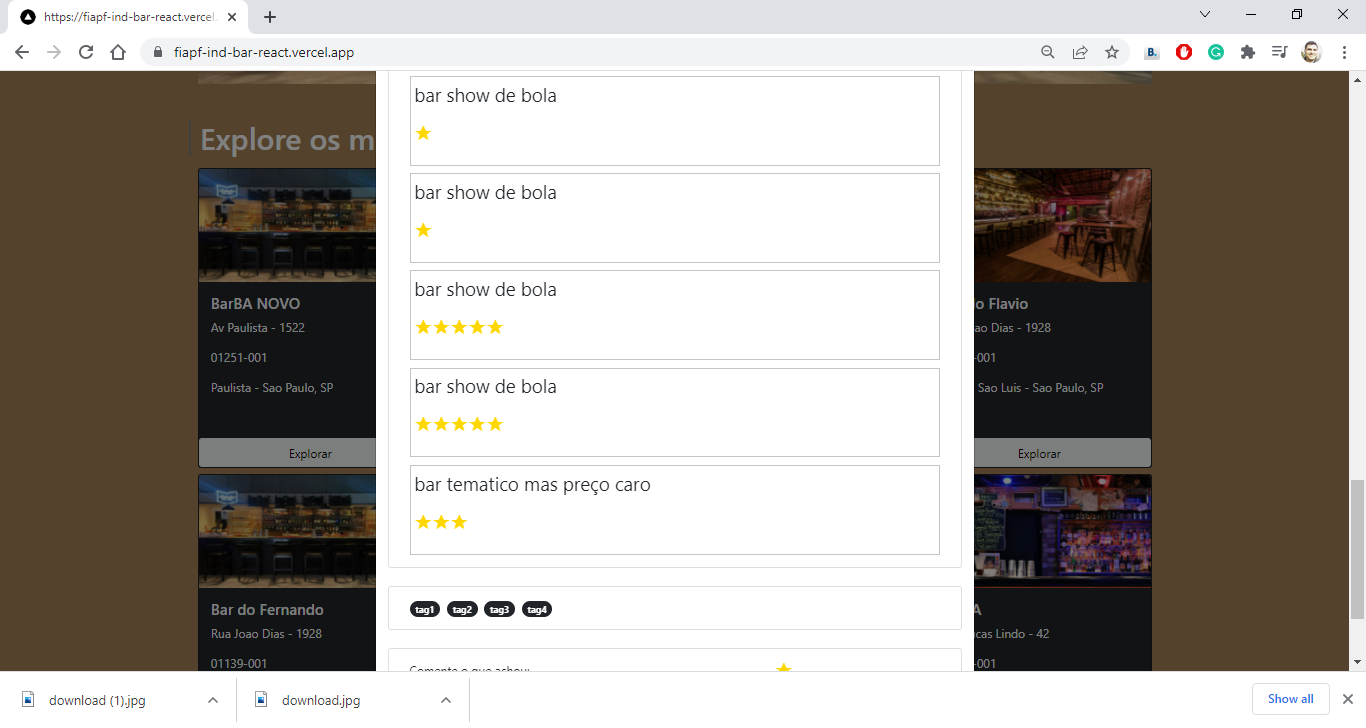 https://fiapf-ind-bar-react.vercel.
fiapf-ind-bar-react.vercel.app
B.
Explore os m
bar show de bola
bar show de bola
bar show de bola
bar show de bola
bar tematico mas preço caro
tag1 tag2 tag3 tag4
Comente o que achou:
BarBA NOVO
Av Paulista - 1522
01251-001
Paulista - Sao Paulo, SP
Explorar
Bar do Fernando
Rua Joao Dias - 1928
01139-001
o Flavio
ao Dias - 1928
-001
Sao Luis - Sao Paulo, SP
Explorar
A
cas Lindo - 42
-001
download (1).jpg
download.jpg
Show all